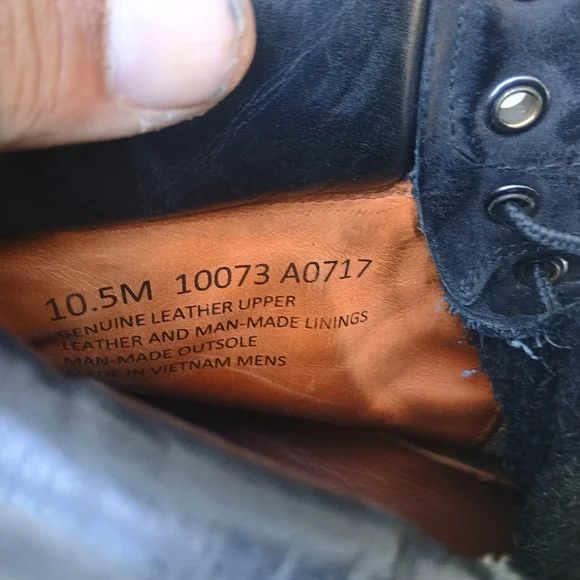 10.5M 10073 A0717
GENUINE LEATHER UPPER
LEATHER AND MAN-MADE LININGS
MAN-MADE OUTSOLE
MADE IN VIETNAM MENS